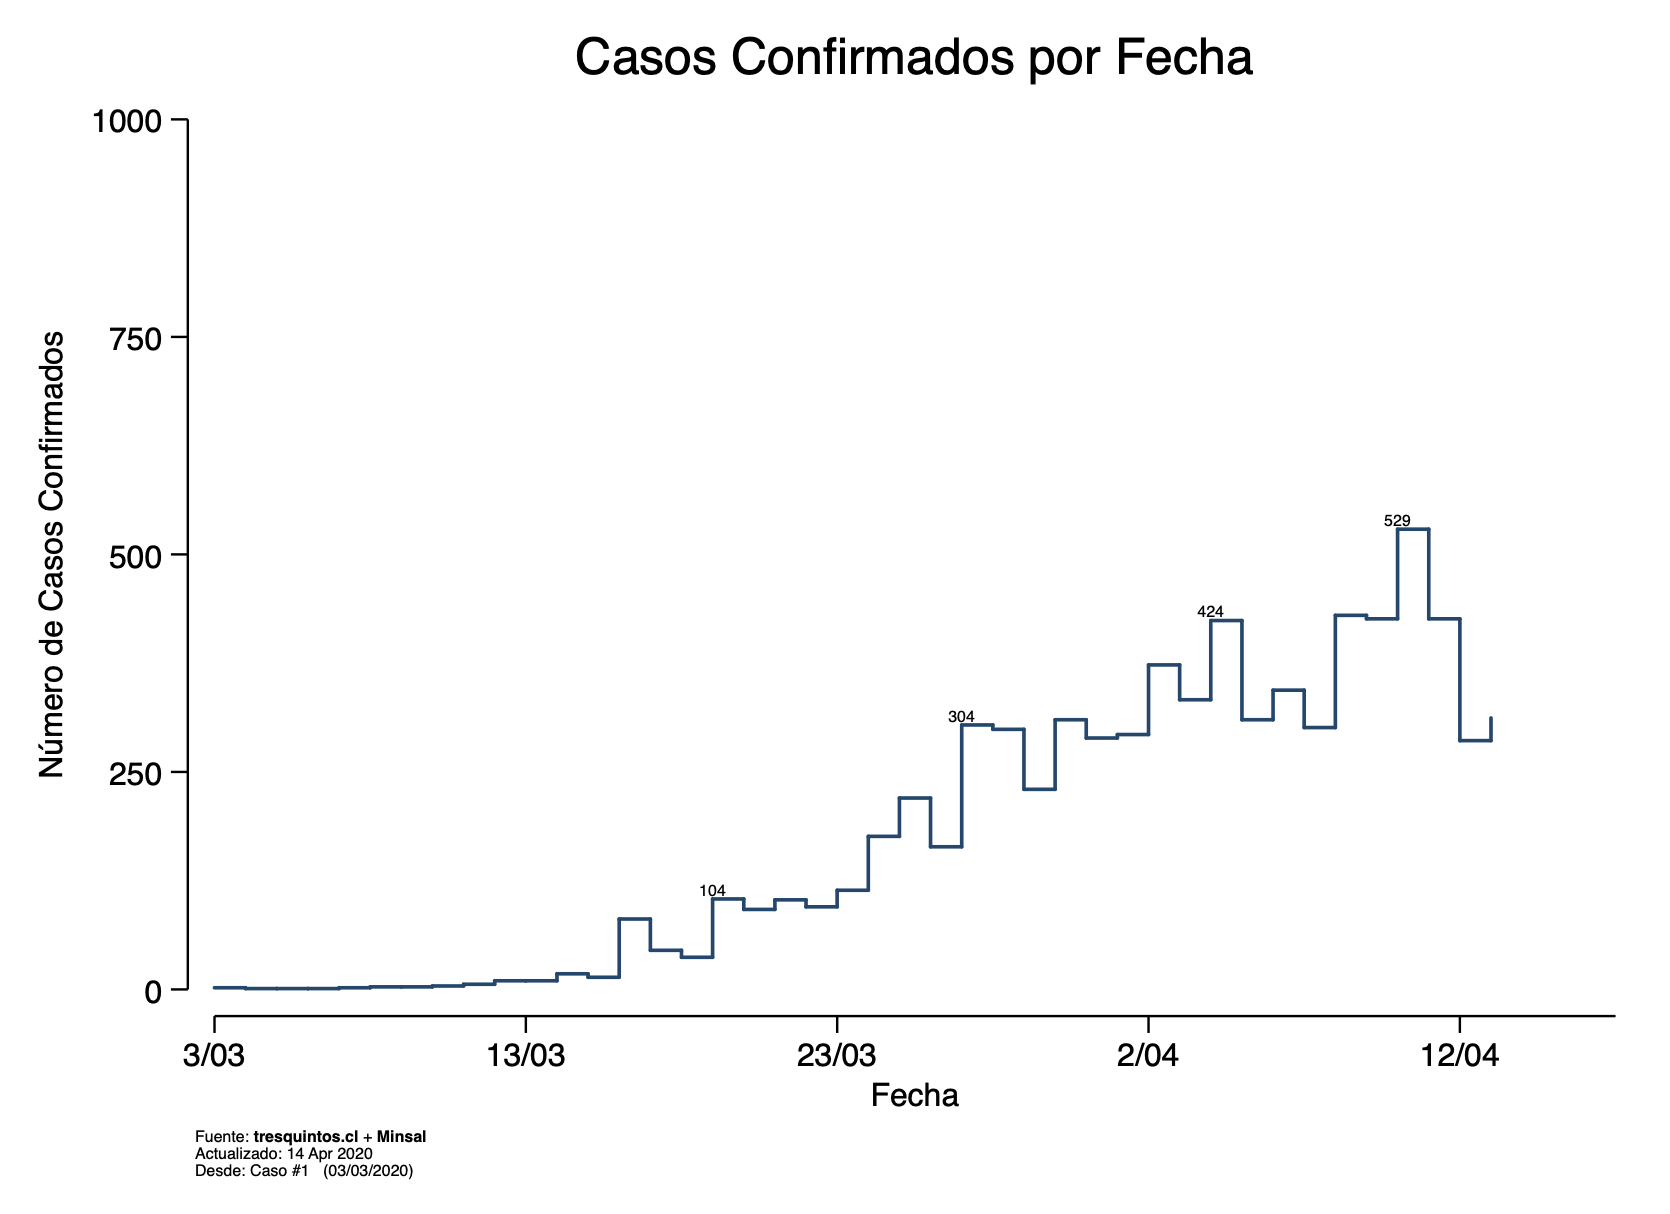 Casos Confirmados por Fecha
1000
750
500
250
0
Número de Casos Confirmados
104
304
424
529
3/03
13/03
23/03
2/04
12/04
Fecha
Fuente: tresquintos.cl + Minsal
Actualizado: 14 Apr 2020
Desde: Caso #1 (03/03/2020)